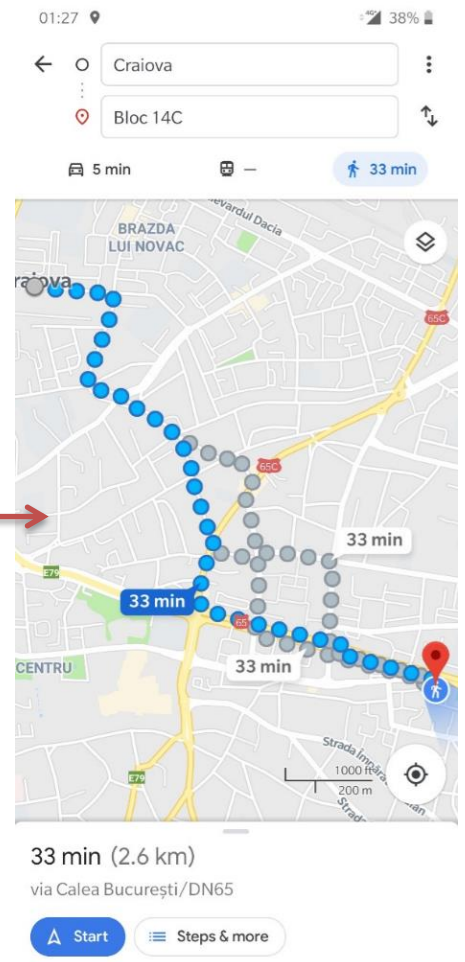 01:27
4G+ 38%
Craiova
Bloc 14C
5 min
—
33 min
Bulevardul Dacia
BRAZDA
LUI NOVAC
raiova
65C
65C
33 min
E79
33 min
65
33 min
CENTRU
E79
1000 ft
200 m
33 min (2.6 km)
via Calea București/DN65
Start
Steps & more